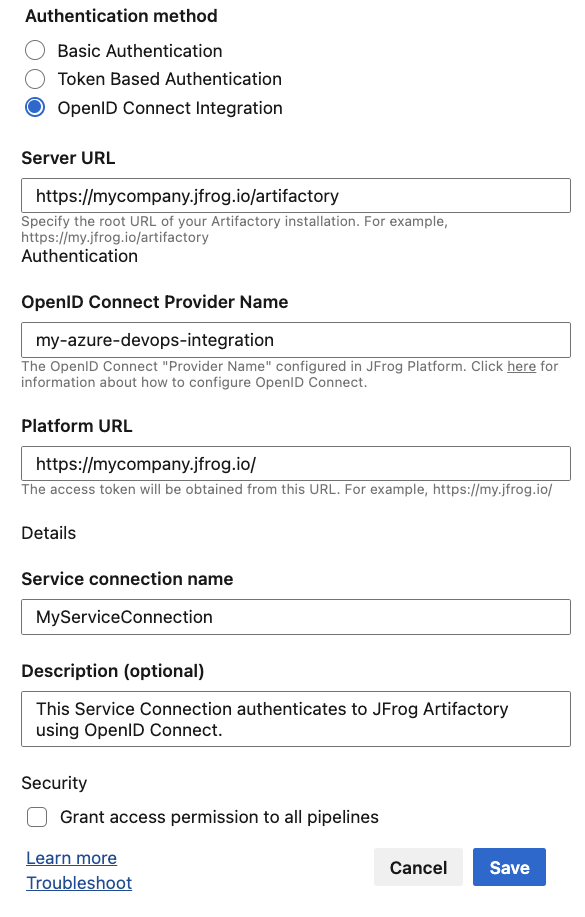 Authentication method
Basic Authentication
Token Based Authentication
OpenID Connect Integration
Server URL
https://mycompany.jfrog.io/artifactory
Specify the root URL of your Artifactory installation. For example,
https://my.jfrog.io/artifactory
Authentication
OpenID Connect Provider Name
my-azure-devops-integration
The OpenID Connect "Provider Name" configured in JFrog Platform. Click here for
information about how to configure OpenID Connect.
Platform URL
https://mycompany.jfrog.io/
The access token will be obtained from this URL. For example, https://my.jfrog.io/
Details
Service connection name
MyServiceConnection
Description (optional)
This Service Connection authenticates to JFrog Artifactory
using OpenID Connect.
Security
Grant access permission to all pipelines
Learn more
Troubleshoot
Cancel
Save